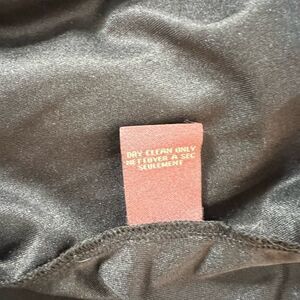 DRY CLEAN ONLY
NETTOYER A SEC
SEULEMENT